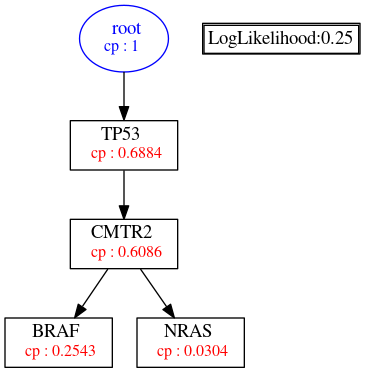 root
cp : 1
LogLikelihood:0.25
TP53
cp : 0.6884
CMTR2
cp : 0.6086
BRAF
cp : 0.2543
NRAS
cp : 0.0304